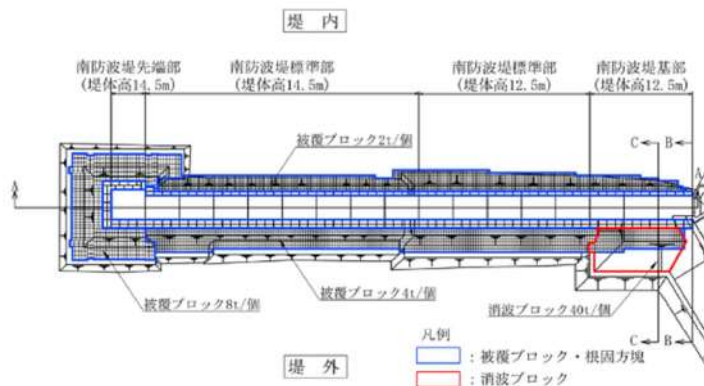 堤 内
南防波堤先端部
(堤体高14.5m)
南防波堤標準部
(堤体高14.5m)
南防波堤標準部
(堤体高12.5m)
南防波堤基部
(堤体高12.5m)
C
B
被覆ブロック2t/個
A
A
被覆ブロック8t/個
被覆ブロック4t/個
消波ブロック40t/個
C
B
堤 外
凡例
：被覆ブロック・根固方塊
：消波ブロック